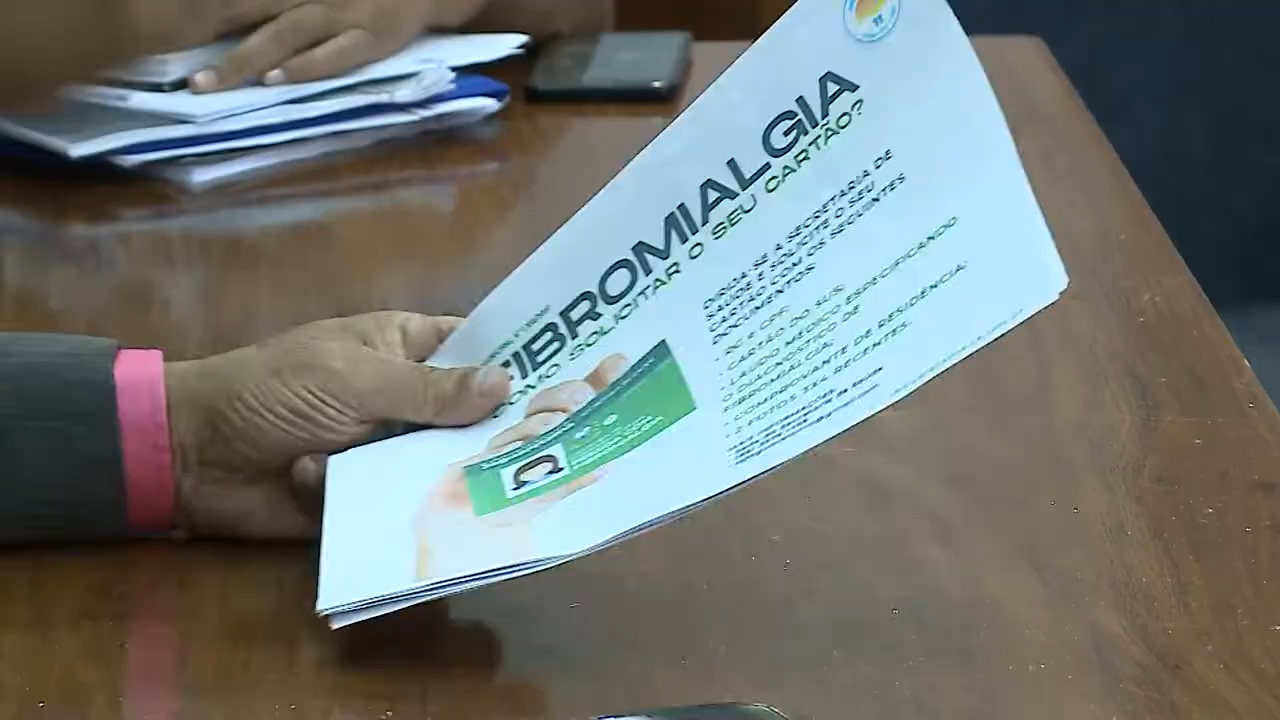 FIBROMIALGIA
COMO SOLICITAR O SEU CARTÃO?
DIRIJA-SE A SECRETARIA DE
SAÚDE E SOLICITE O SEU
CARTÃO COM OS SEGUINTES
DOCUMENTOS:
- RG E CPF;
- CARTÃO DO SUS;
- LAUDO MÉDICO ESPECIFICANDO
O DIAGNÓSTICO DE
FIBROMIALGIA;
- COMPROVANTE DE RESIDÊNCIA;
- 2 FOTOS 3X4 RECENTES.